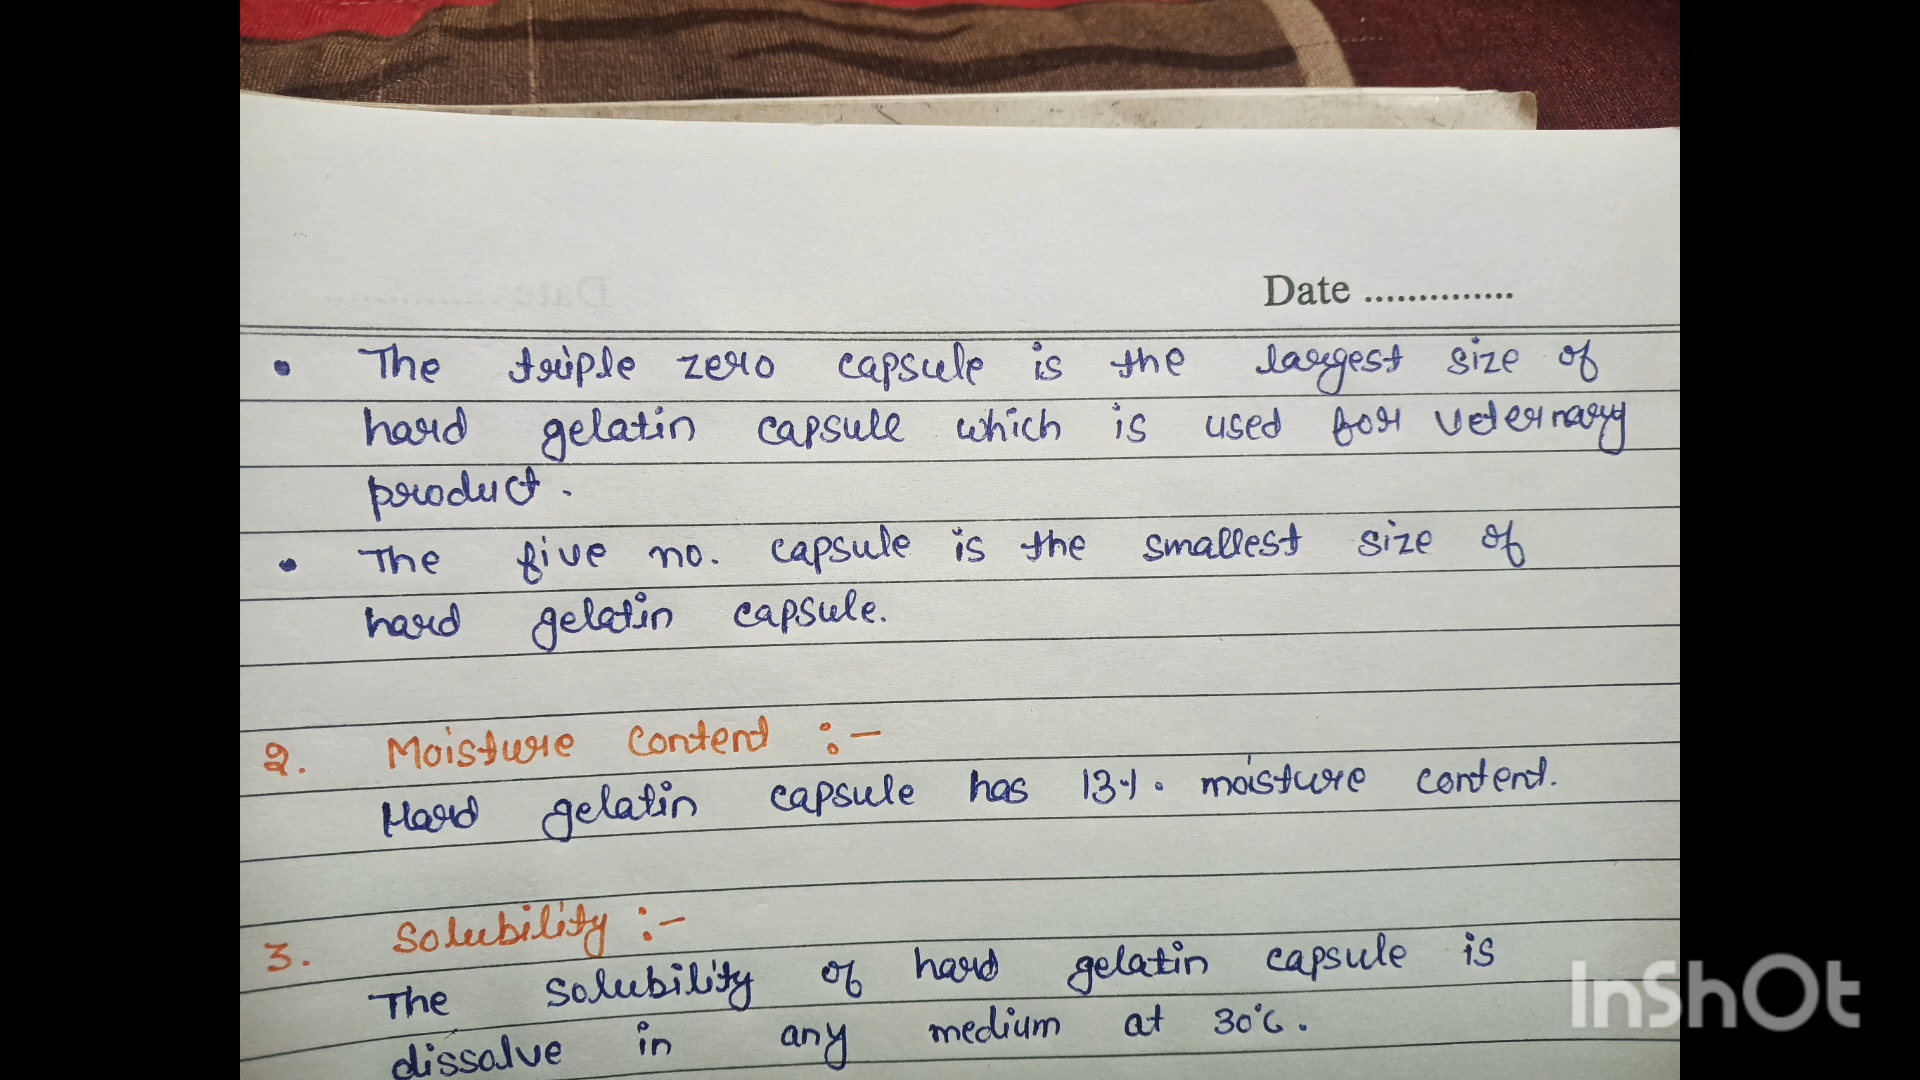 Date ..............
• The triple zero capsule is the largest size of
hard gelatin capsule which is used for veternary
product.
• The five no. capsule is the smallest size of
hard gelatin capsule.
2. Moisture Content :-
Hard gelatin capsule has 13%. moisture content.
3. Solubility :-
The solubility of hard gelatin capsule is
dissolve in any medium at 30°C.
InShOt